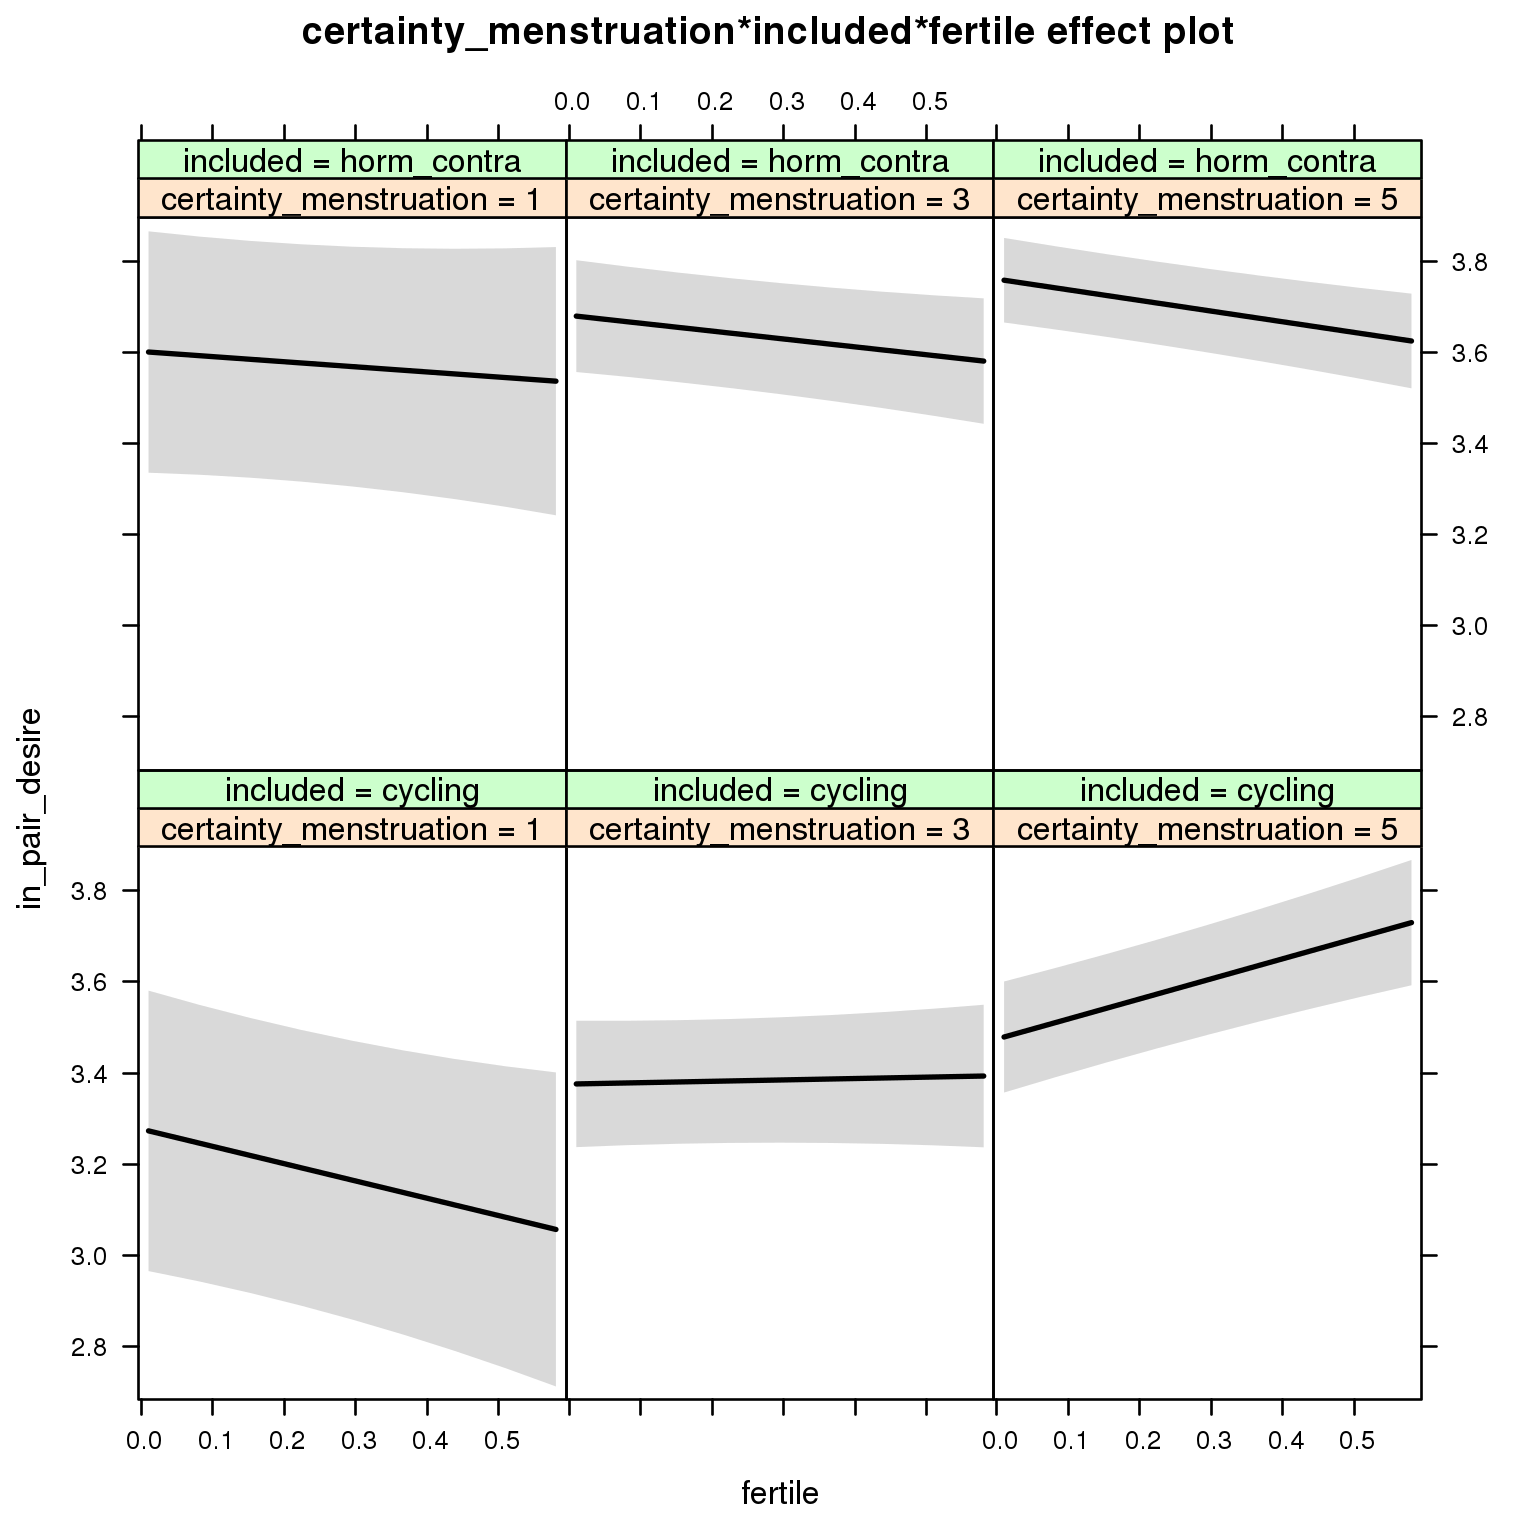 certainty_menstruation*included*fertile effect plot
0.0 0.1 0.2 0.3 0.4 0.5
included = horm_contra included = horm_contra included = horm_contra
certainty_menstruation = 1 certainty_menstruation = 3 certainty_menstruation = 5
3.8
3.6
3.4
3.2
3.0
2.8
in_pair_desire
included = cycling included = cycling included = cycling
certainty_menstruation = 1 certainty_menstruation = 3 certainty_menstruation = 5
3.8
3.6
3.4
3.2
3.0
2.8
0.0 0.1 0.2 0.3 0.4 0.5 0.0 0.1 0.2 0.3 0.4 0.5
fertile